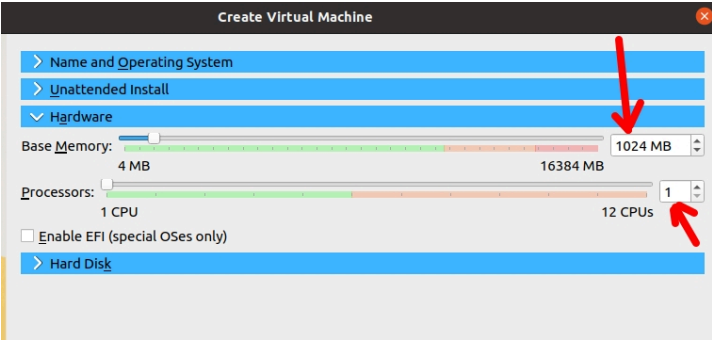 Create Virtual Machine
Name and Operating System
Unattended Install
Hardware
Base Memory: 1024 MB
4 MB 16384 MB
Processors: 1
1 CPU 12 CPUs
Enable EFI (special OSes only)
Hard Disk